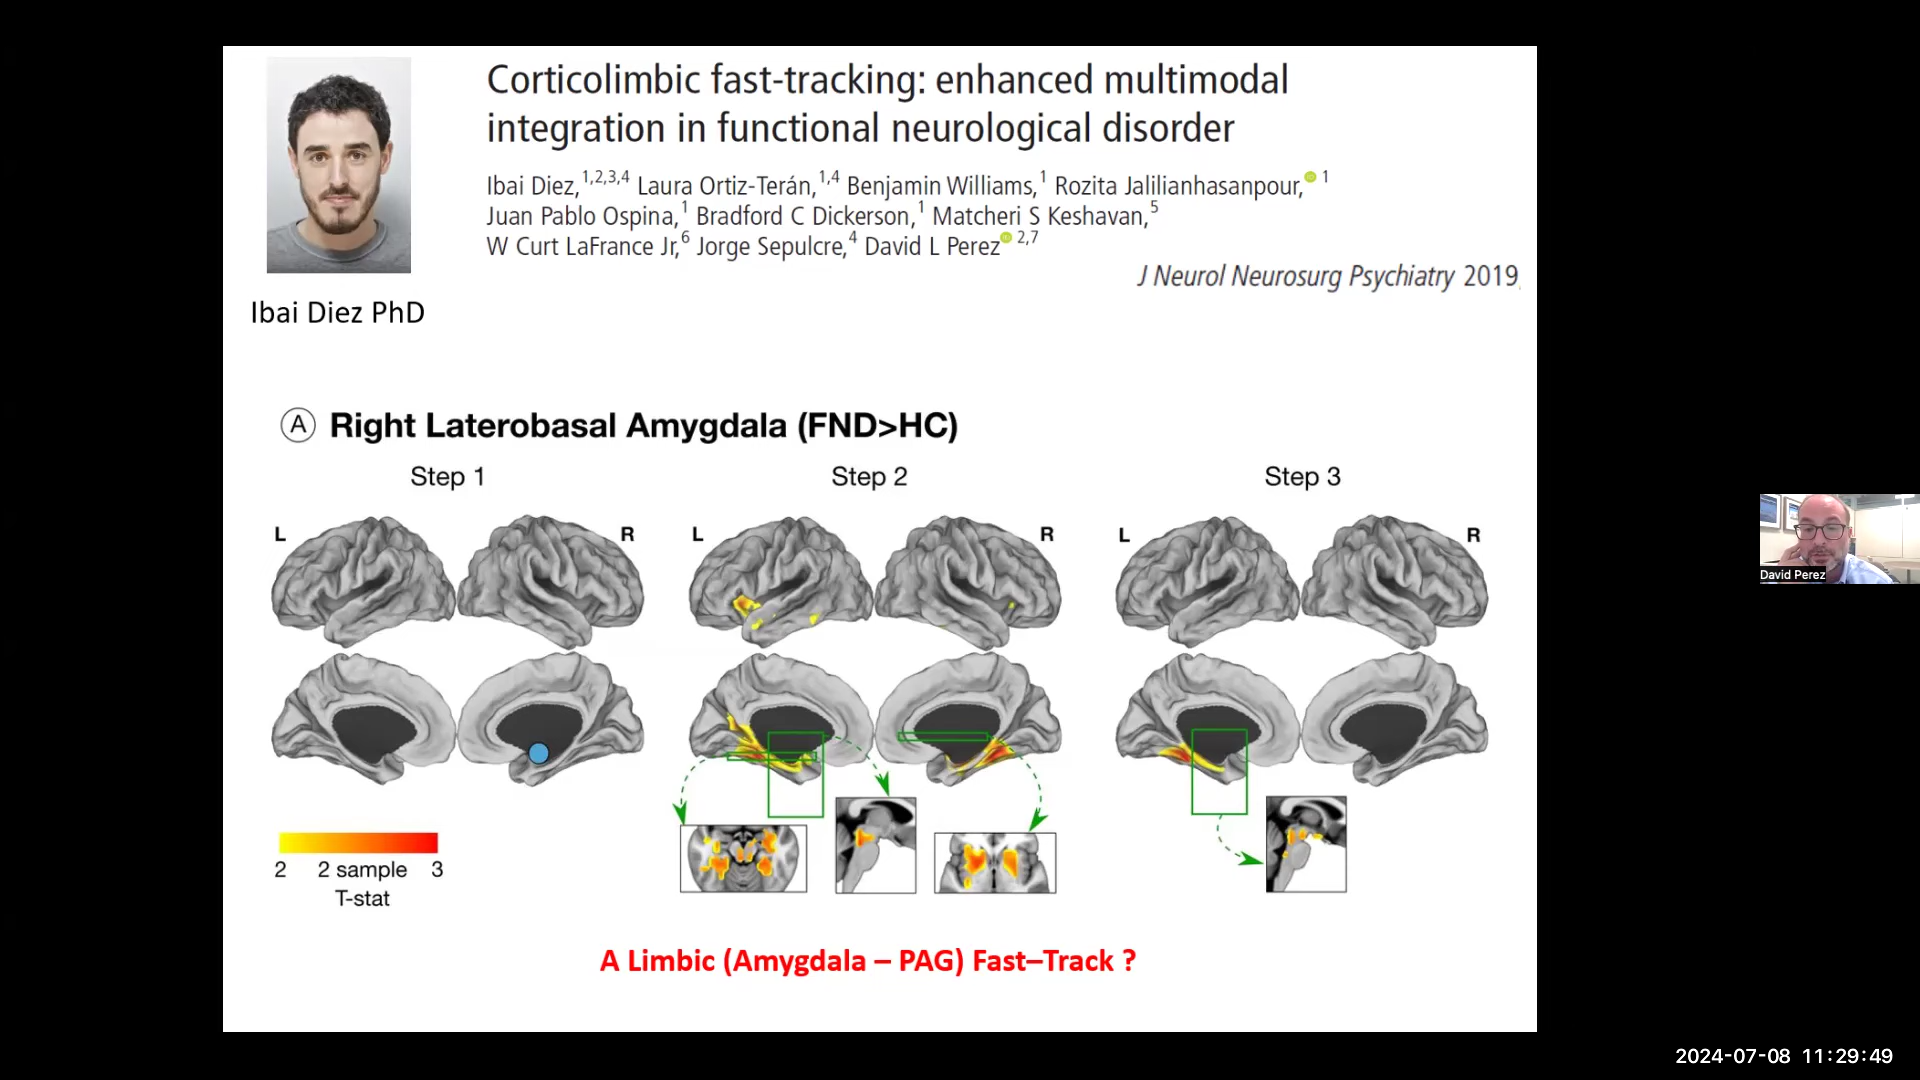 Corticolimbic fast-tracking: enhanced multimodal
integration in functional neurological disorder
Ibai Diez,1,2,3,4 Laura Ortiz-Terán,1,4 Benjamin Williams,1 Rozita Jalilianhasanpour, 1
Juan Pablo Ospina,1 Bradford C Dickerson,1 Matcheri S Keshavan,5
W Curt LaFrance Jr,6 Jorge Sepulcre,4 David L Perez 2,7
J Neurol Neurosurg Psychiatry 2019
Ibai Diez PhD
A Right Laterobasal Amygdala (FND>HC)
Step 1 Step 2 Step 3
L R L R L R
2 2 sample 3
T-stat
A Limbic (Amygdala – PAG) Fast–Track ?
David Perez
2024-07-08 11:29:49